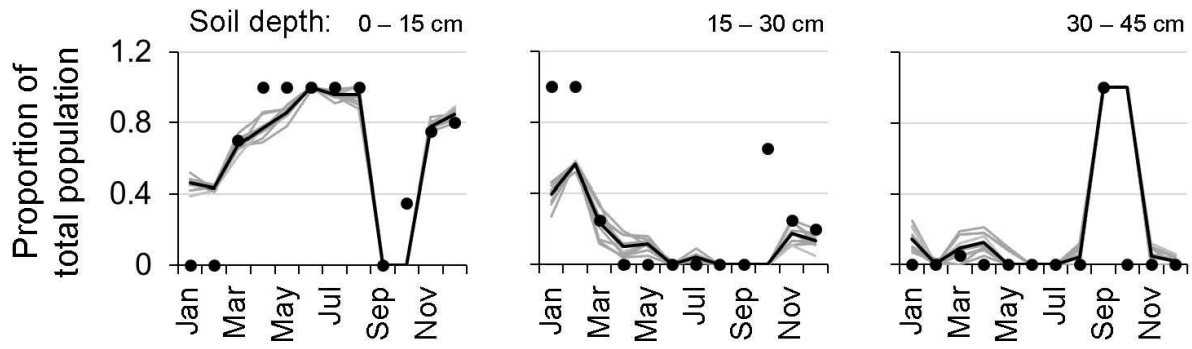 Soil depth: 0 – 15 cm
15 – 30 cm
30 – 45 cm
Proportion of
total population
1.2
0.8
0.4
0
Jan
Mar
May
Jul
Sep
Nov
Jan
Mar
May
Jul
Sep
Nov
Jan
Mar
May
Jul
Sep
Nov